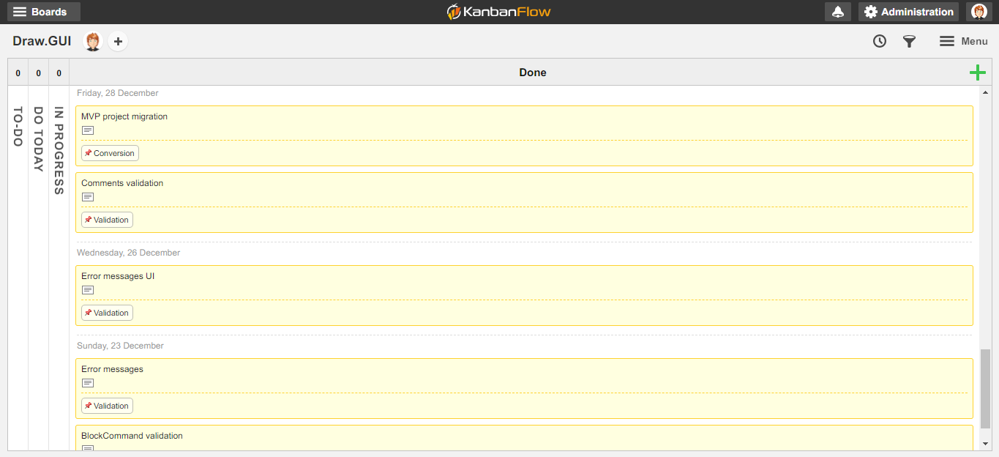 Boards
KanbanFlow
Administration
Draw.GUI
Menu
0
0
0
Done
TO-DO
DO TODAY
IN PROGRESS
Friday, 28 December
MVP project migration
Conversion
Comments validation
Validation
Wednesday, 26 December
Error messages UI
Validation
Sunday, 23 December
Error messages
Validation
BlockCommand validation